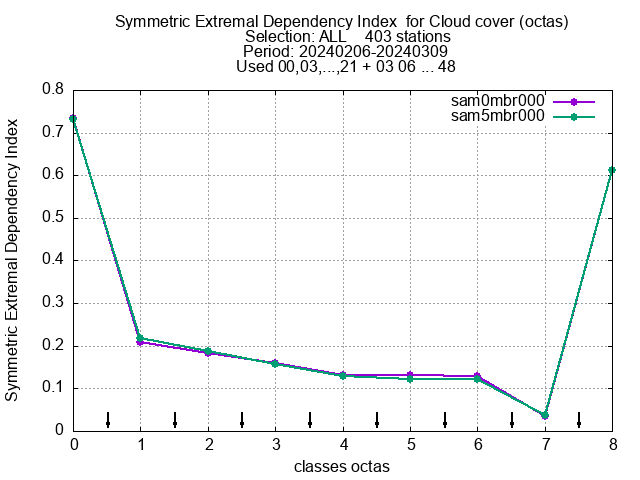 Symmetric Extremal Dependency Index  for Cloud cover (octas)
Selection: ALL    403 stations
Period: 20240206-20240309
Used 00,03,...,21 + 03 06 ... 48
sam0mbr000
sam5mbr000
Symmetric Extremal Dependency Index
0.8
0.7
0.6
0.5
0.4
0.3
0.2
0.1
0
0 1 2 3 4 5 6 7 8
classes octas